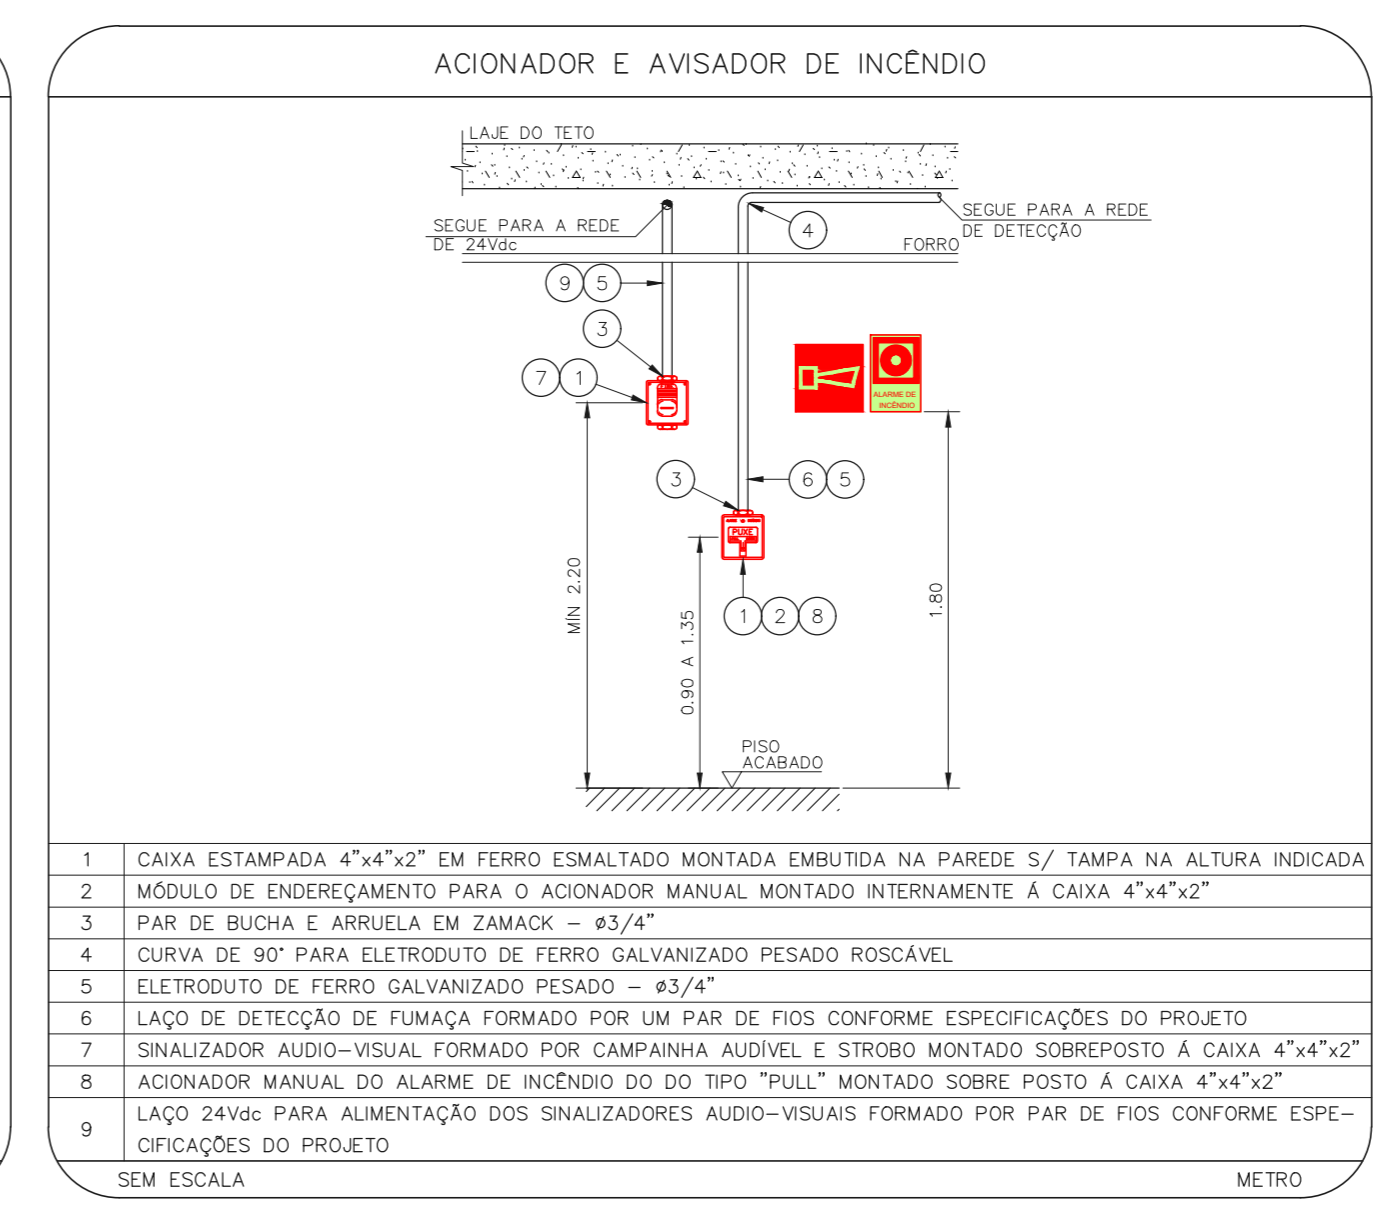 ACIONADOR E AVISADOR DE INCÊNDIO
LAJE DO TETO
SEGUE PARA A REDE
DE 24Vdc
SEGUE PARA A REDE
DE DETECÇÃO
4
FORRO
9 5
3
7 1
ALARME DE
INCÊNDIO
3
6 5
PUXE
MÍN 2.20
0.90 A 1.35
1.80
1 2 8
PISO
ACABADO
1 CAIXA ESTAMPADA 4"x4"x2" EM FERRO ESMALTADO MONTADA EMBUTIDA NA PAREDE S/ TAMPA NA ALTURA INDICADA
2 MÓDULO DE ENDEREÇAMENTO PARA O ACIONADOR MANUAL MONTADO INTERNAMENTE Á CAIXA 4"x4"x2"
3 PAR DE BUCHA E ARRUELA EM ZAMACK – ø3/4"
4 CURVA DE 90° PARA ELETRODUTO DE FERRO GALVANIZADO PESADO ROSCÁVEL
5 ELETRODUTO DE FERRO GALVANIZADO PESADO – ø3/4"
6 LAÇO DE DETECÇÃO DE FUMAÇA FORMADO POR UM PAR DE FIOS CONFORME ESPECIFICAÇÕES DO PROJETO
7 SINALIZADOR AUDIO–VISUAL FORMADO POR CAMPAINHA AUDÍVEL E STROBO MONTADO SOBREPOSTO Á CAIXA 4"x4"x2"
8 ACIONADOR MANUAL DO ALARME DE INCÊNDIO DO DO TIPO "PULL" MONTADO SOBRE POSTO Á CAIXA 4"x4"x2"
9 LAÇO 24Vdc PARA ALIMENTAÇÃO DOS SINALIZADORES AUDIO–VISUAIS FORMADO POR PAR DE FIOS CONFORME ESPE–
CIFICAÇÕES DO PROJETO
SEM ESCALA
METRO